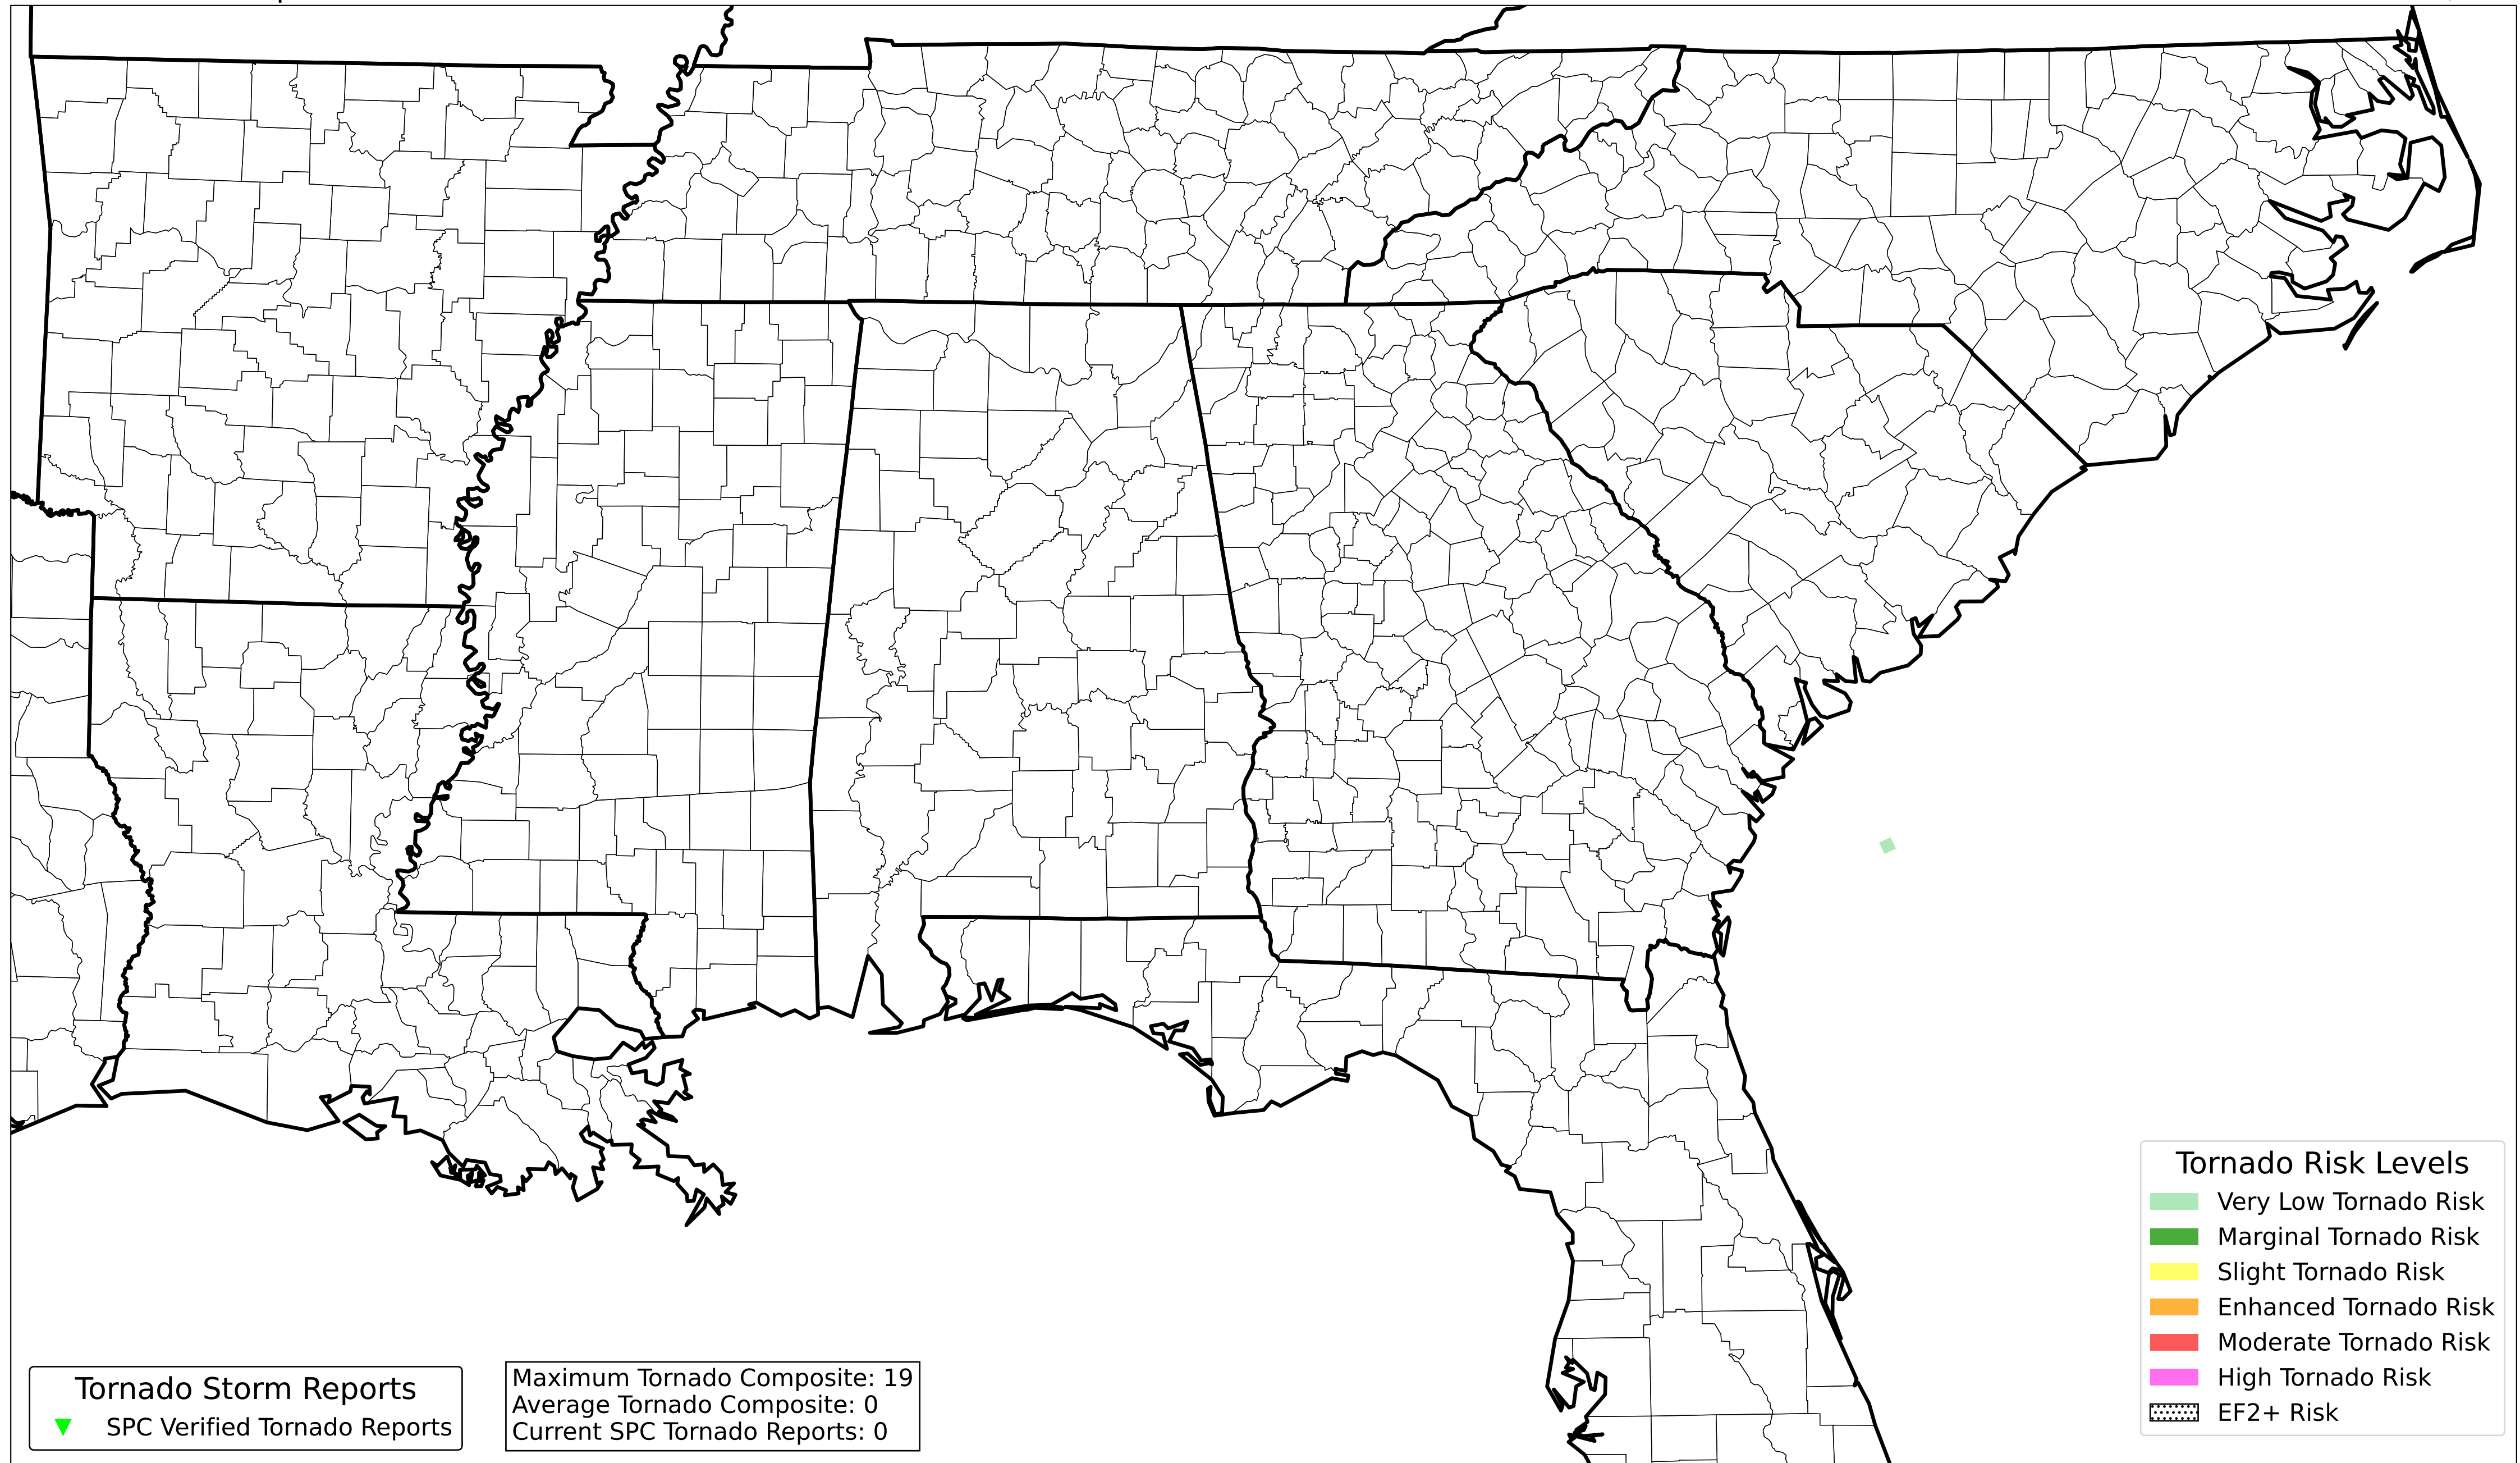 Tornado Risk Levels
Very Low Tornado Risk
Marginal Tornado Risk
Slight Tornado Risk
Enhanced Tornado Risk
Moderate Tornado Risk
High Tornado Risk
EF2+ Risk
Tornado Storm Reports
SPC Verified Tornado Reports
Maximum Tornado Composite: 19
Average Tornado Composite: 0
Current SPC Tornado Reports: 0